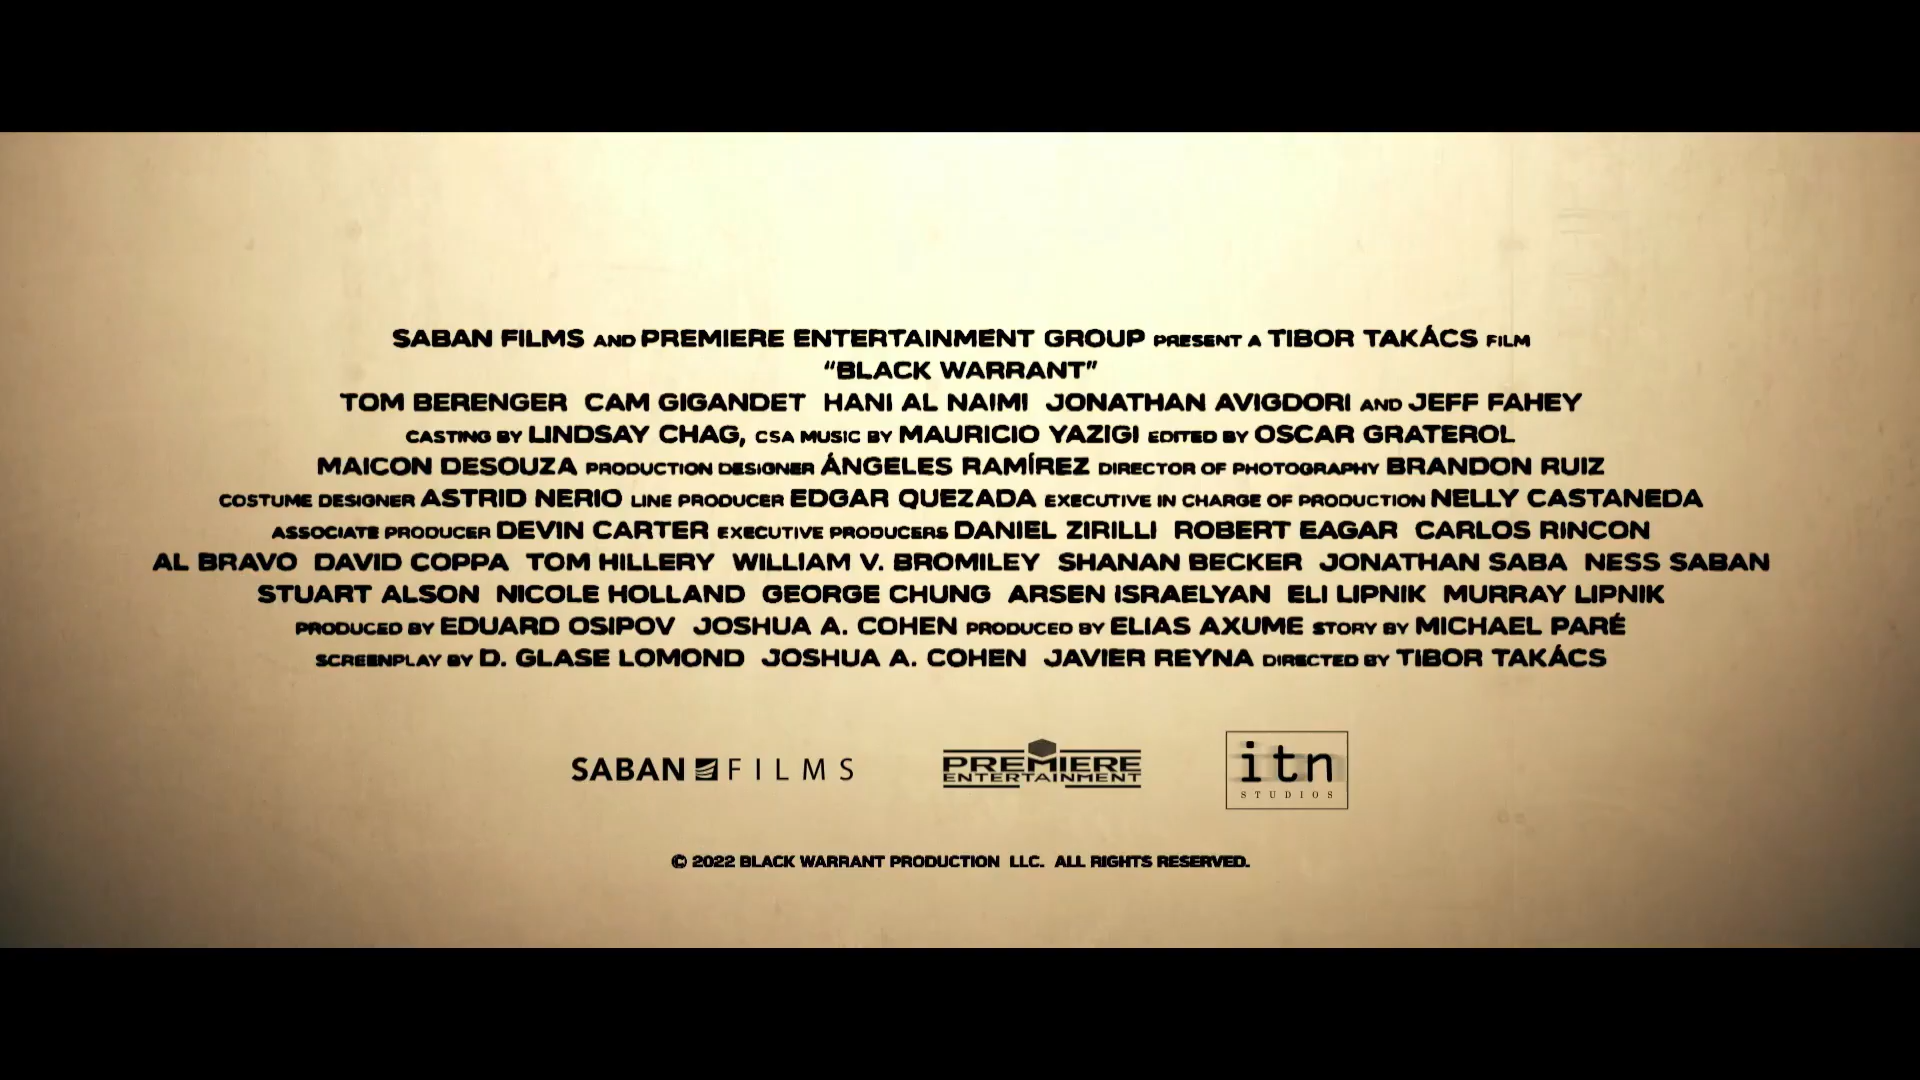 SABAN FILMS AND PREMIERE ENTERTAINMENT GROUP PRESENT A TIBOR TAKÁCS FILM
“BLACK WARRANT”
TOM BERENGER CAM GIGANDET HANI AL NAIMI JONATHAN AVIGDORI AND JEFF FAHEY
CASTING BY LINDSAY CHAG, CSA MUSIC BY MAURICIO YAZIGI EDITED BY OSCAR GRATEROL
MAICON DESOUZA PRODUCTION DESIGNER ÁNGELES RAMÍREZ DIRECTOR OF PHOTOGRAPHY BRANDON RUIZ
COSTUME DESIGNER ASTRID NERIO LINE PRODUCER EDGAR QUEZADA EXECUTIVE IN CHARGE OF PRODUCTION NELLY CASTANEDA
ASSOCIATE PRODUCER DEVIN CARTER EXECUTIVE PRODUCERS DANIEL ZIRILLI ROBERT EAGAR CARLOS RINCON
AL BRAVO DAVID COPPA TOM HILLERY WILLIAM V. BROMILEY SHANAN BECKER JONATHAN SABA NESS SABAN
STUART ALSON NICOLE HOLLAND GEORGE CHUNG ARSEN ISRAELYAN ELI LIPNIK MURRAY LIPNIK
PRODUCED BY EDUARD OSIPOV JOSHUA A. COHEN PRODUCED BY ELIAS AXUME STORY BY MICHAEL PARÉ
SCREENPLAY BY D. GLASE LOMOND JOSHUA A. COHEN JAVIER REYNA DIRECTED BY TIBOR TAKÁCS
SABAN FILMS
PREMIERE
ENTERTAINMENT
itn
STUDIOS
© 2022 BLACK WARRANT PRODUCTION LLC. ALL RIGHTS RESERVED.